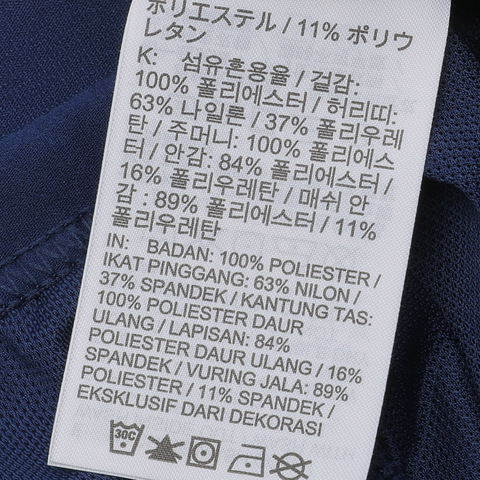 ポリエステル / 11% ポリウ
レタン
K: 섬유혼용율 / 겉감:
100% 폴리에스터 / 허리띠:
63% 나일론 / 37% 폴리우레
탄 / 주머니: 100% 폴리에스
터 / 안감: 84% 폴리에스터 /
16% 폴리우레탄 / 매쉬 안
감 : 89% 폴리에스터 / 11%
폴리우레탄
IN: BADAN: 100% POLIESTER /
IKAT PINGGANG: 63% NILON /
37% SPANDEK / KANTUNG TAS:
100% POLIESTER DAUR
ULANG / LAPISAN: 84%
POLIESTER DAUR ULANG / 16%
SPANDEK / VURING JALA: 89%
POLIESTER / 11% SPANDEK /
EKSKLUSIF DARI DEKORASI
30C